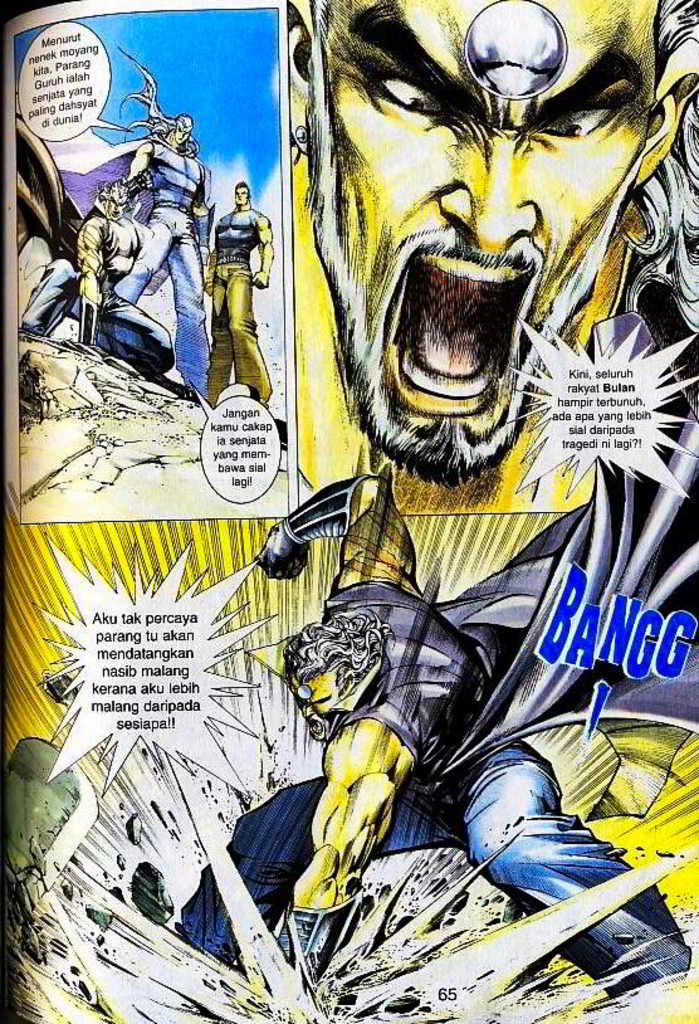 Menurut
nenek moyang
kita, Parang
Guruh ialah
senjata yang
paling dahsyat
di dunia!
Jangan
kamu cakap
ia senjata
yang mem-
bawa sial
lagi!
Kini, seluruh
rakyat Bulan
hampir terbunuh,
ada apa yang lebih
sial daripada
tragedi ni lagi?!
Aku tak percaya
parang tu akan
mendatangkan
nasib malang
kerana aku lebih
malang daripada
sesiapa!!
BANGG
!
65